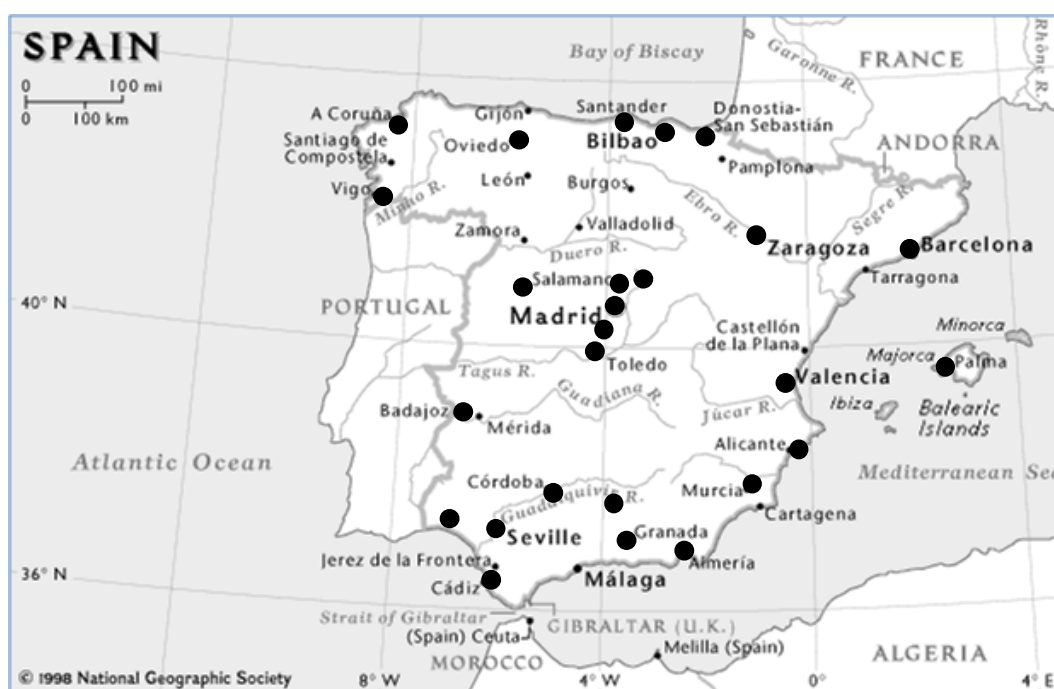 SPAIN
0 100 mi
0 100 km
Bay of Biscay
Garonne R.
FRANCE
Rhône R.
A Coruña
Gijón
Santander
Donostia-
San Sebastián
Santiago de
Compostela
Oviedo
Bilbao
ANDORRA
Pamplona
Vigo
León
Burgos
Minho R.
Ebro R.
Segre R.
Zamora
Valladolid
Duero R.
Zaragoza
Barcelona
Tarragona
40° N
PORTUGAL
Madrid
Castellón
de la Plana
Minorca
Majorca
Palma
Toledo
Tagus R.
Guadiana R.
Valencia
Ibiza
Balearic
Islands
Badajoz
Mérida
Júcar R.
Alicante
Atlantic Ocean
Mediterranean
Córdoba
R.
Murcia
Cartagena
Seville
Granada
Almería
Jerez de la Frontera
36° N
Cádiz
Málaga
Strait of Gibraltar
GIBRALTAR (U.K.)
(Spain) Ceuta
Melilla (Spain)
MOROCCO
ALGERIA
© 1998 National Geographic Society
8° W
4° W
0°
4° E